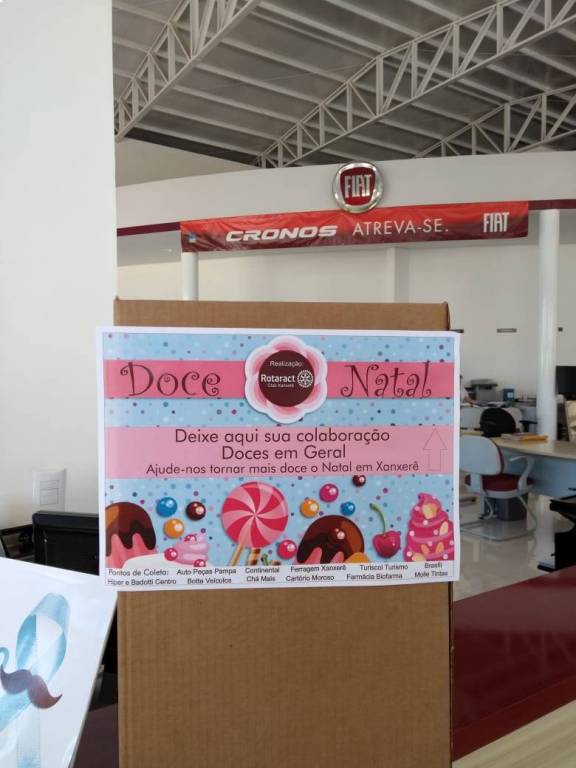 FIAT
CRONOS ATREVA-SE. FIAT
Realização:
Rotaract
Club Xanxerê
Doce Natal
Deixe aqui sua colaboração
Doces em Geral
Ajude-nos tornar mais doce o Natal em Xanxerê
Pontos de Coleta: Auto Peças Pampa Continental Ferragem Xanxerê Turiscol Turismo Brasfil
Hiper e Badotti Centro Botte Veículos Chá Mais Cartório Moroso Farmácia Biofarma Molle Tintas